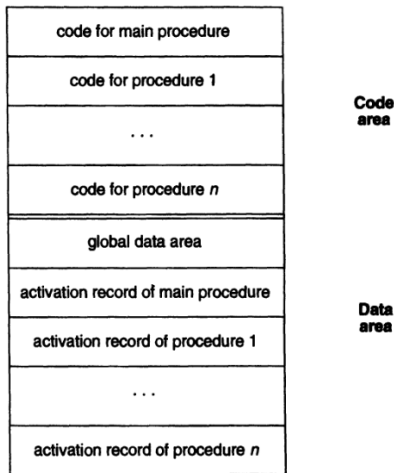 code for main procedure
code for procedure 1
Code
area
. . .
code for procedure n
global data area
activation record of main procedure
Data
area
activation record of procedure 1
. . .
activation record of procedure n